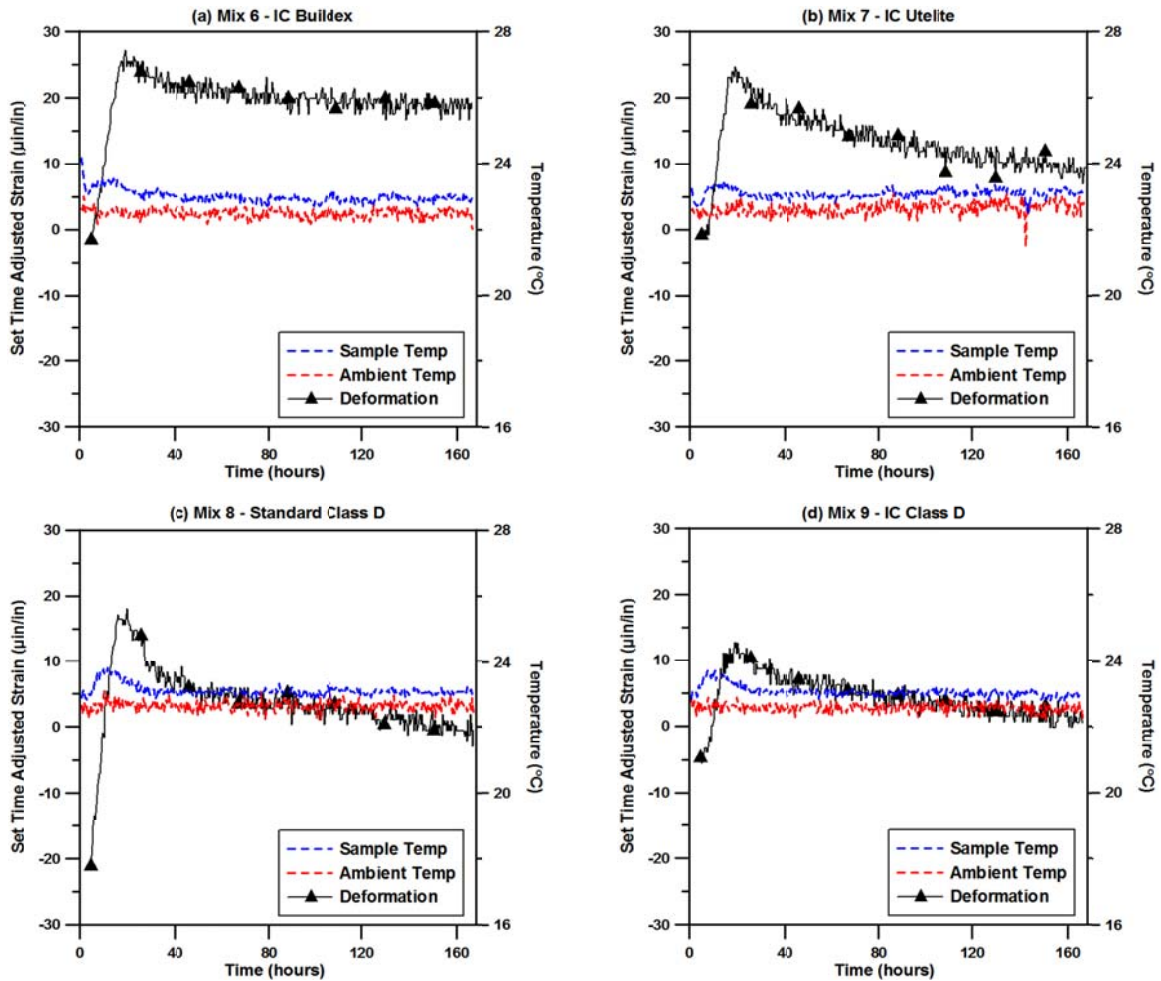 (a) Mix 6 - IC Buildex
30
20
10
0
-10
-20
-30
Set Time Adjusted Strain (µin/in)
28
24
20
16
Temperature (°C)
Sample Temp
Ambient Temp
Deformation
0 40 80 120 160
Time (hours)
(b) Mix 7 - IC Utelite
30
20
10
0
-10
-20
-30
Set Time Adjusted Strain (µin/in)
28
24
20
16
Temperature (°C)
Sample Temp
Ambient Temp
Deformation
0 40 80 120 160
Time (hours)
(c) Mix 8 - Standard Class D
30
20
10
0
-10
-20
-30
Set Time Adjusted Strain (µin/in)
28
24
20
16
Temperature (°C)
Sample Temp
Ambient Temp
Deformation
0 40 80 120 160
Time (hours)
(d) Mix 9 - IC Class D
30
20
10
0
-10
-20
-30
Set Time Adjusted Strain (µin/in)
28
24
20
16
Temperature (°C)
Sample Temp
Ambient Temp
Deformation
0 40 80 120 160
Time (hours)